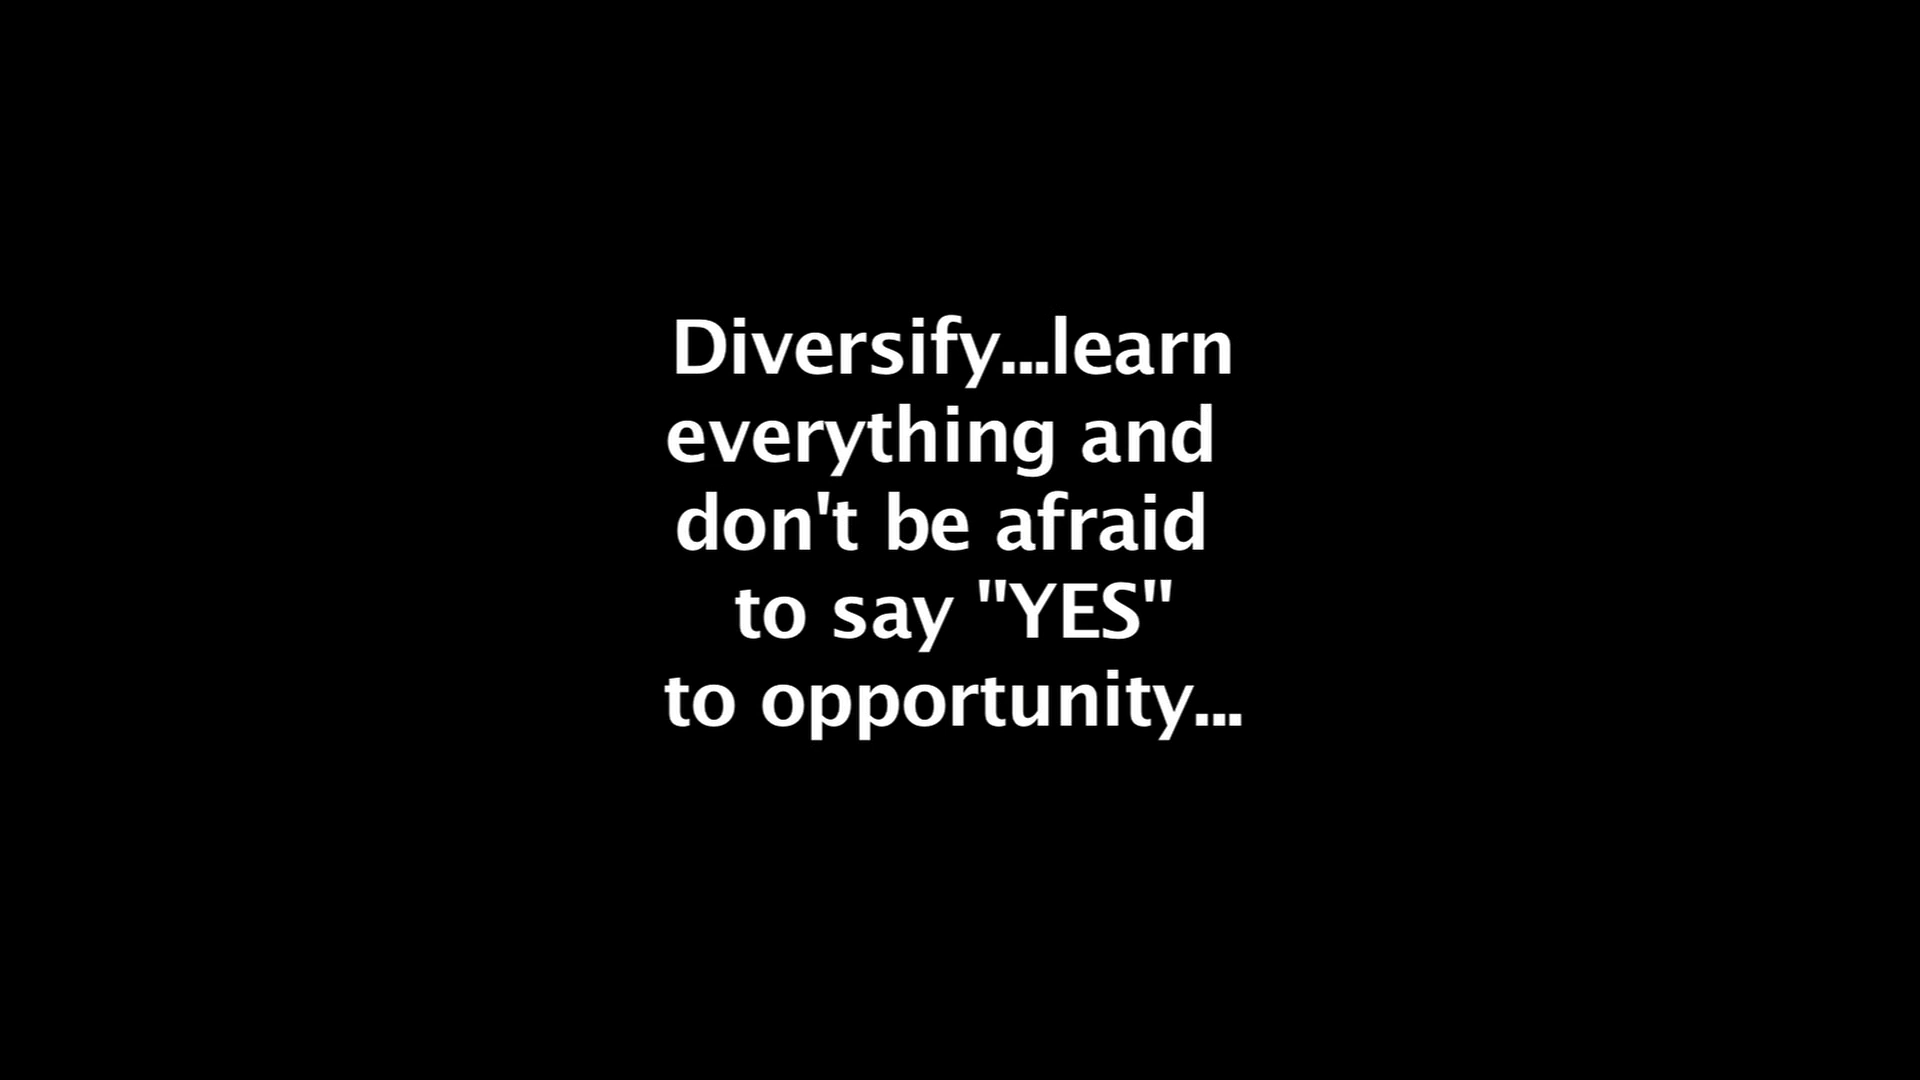 Diversify...learn
everything and
don't be afraid
to say "YES"
to opportunity...